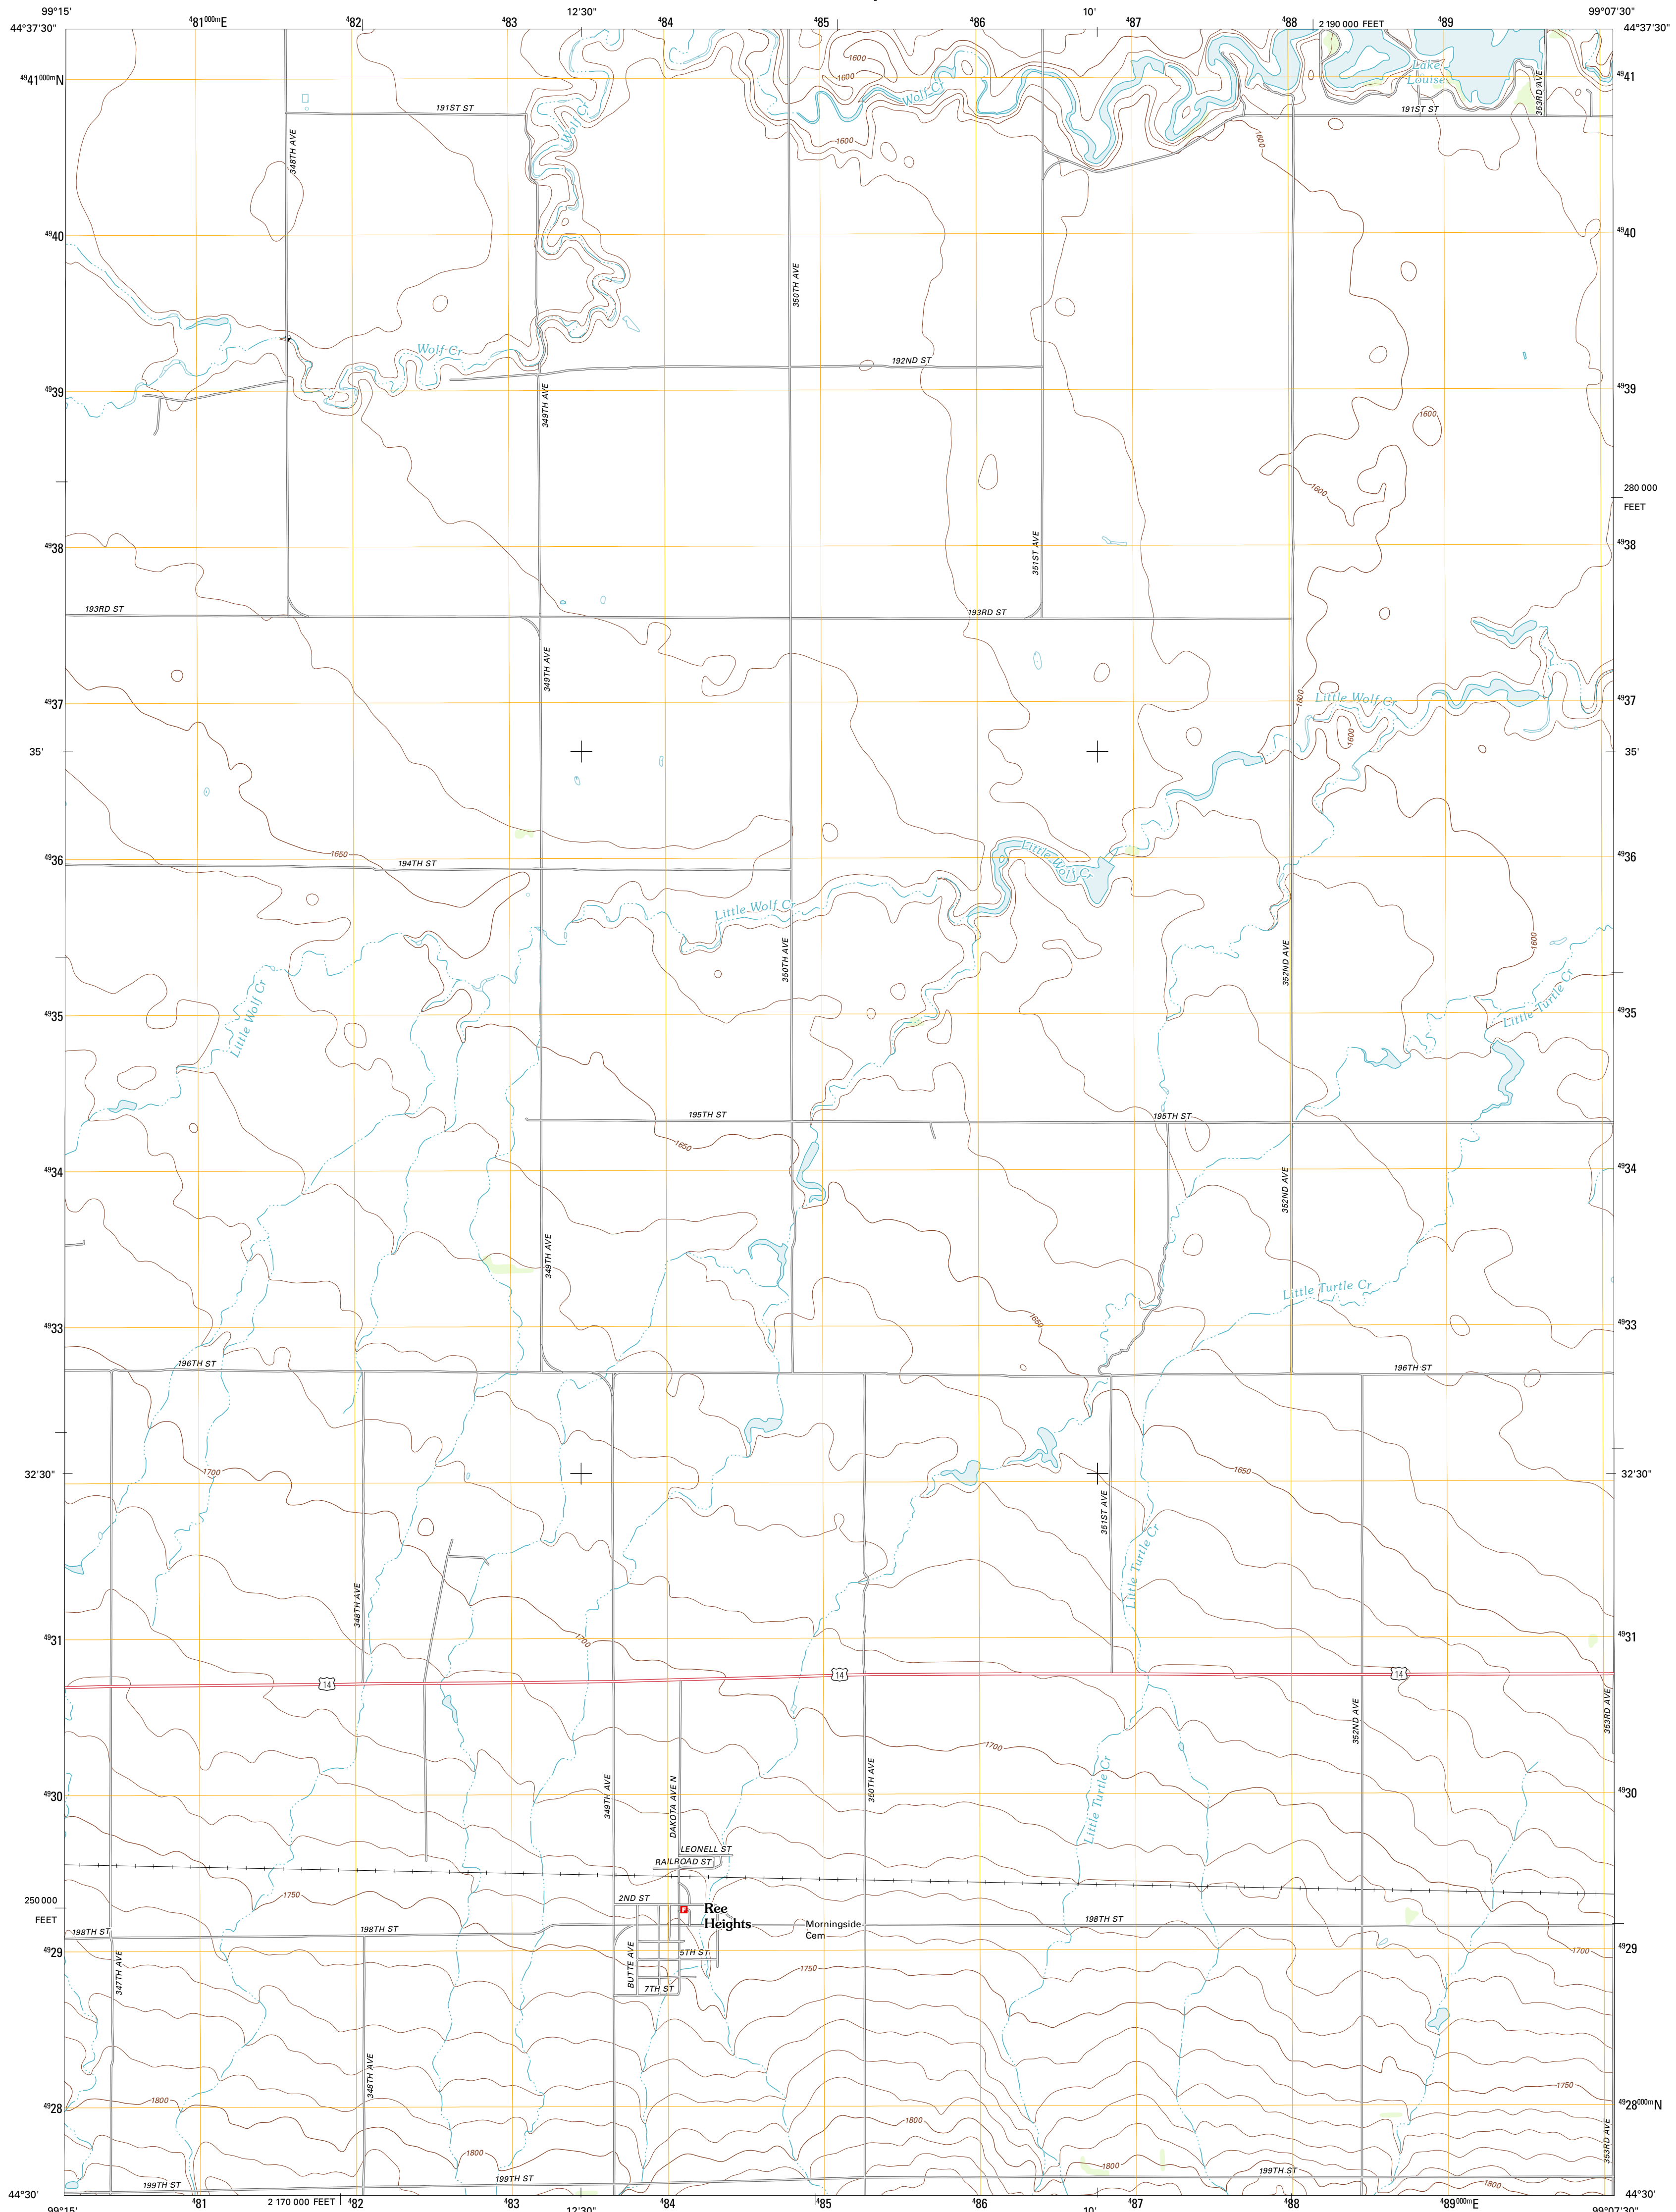 99°15' 481000mE 482 483 12'30" 484 485 486 10' 487 488 2 190 000 FEET 489 99°07'30"
44°37'30" 44°37'30"
1600
Wolf Cr
Lake
Louise
4941000mN 4941
1600
191ST ST
191ST ST
353RD AVE
Wolf Cr
348TH AVE
1600
1600
4940 4940
350TH AVE
Wolf Cr
192ND ST
4939 4939
349TH AVE
1600
1600
280 000
FEET
4938 4938
351ST AVE
193RD ST
193RD ST
349TH AVE
4937 4937
Little Wolf Cr
1600
1600
35' 35'
1650
4936 4936
194TH ST
Little Wolf Cr
Little Wolf Cr
350TH AVE
352ND AVE
1600
Little Wolf Cr
4935 4935
Little Turtle Cr
195TH ST
195TH ST
1650
4934 4934
352ND AVE
349TH AVE
Little Turtle Cr
1650
4933 4933
196TH ST
196TH ST
1700
1650
32'30" 32'30"
351ST AVE
Little Turtle Cr
348TH AVE
1700
4931 4931
14
14
14
352ND AVE
353RD AVE
1700
4930 4930
349TH AVE
DAKOTA AVE N
350TH AVE
Little Turtle Cr
LEONELL ST
RAILROAD ST
250 000
FEET
1750
2ND ST
Ree
Heights
198TH ST
198TH ST
Morningside
Cem
198TH ST
4929 4929
347TH AVE
BUTTE AVE
5TH ST
1700
1750
7TH ST
348TH AVE
1750
4928 4928000mN
1800
1800
353RD AVE
1800
1800
199TH ST
199TH ST
199TH ST
1800
44°30' 44°30'
99°15' 481 2 170 000 FEET 482 483 12'30" 484 485 486 10' 487 488 489000mE 99°07'30"